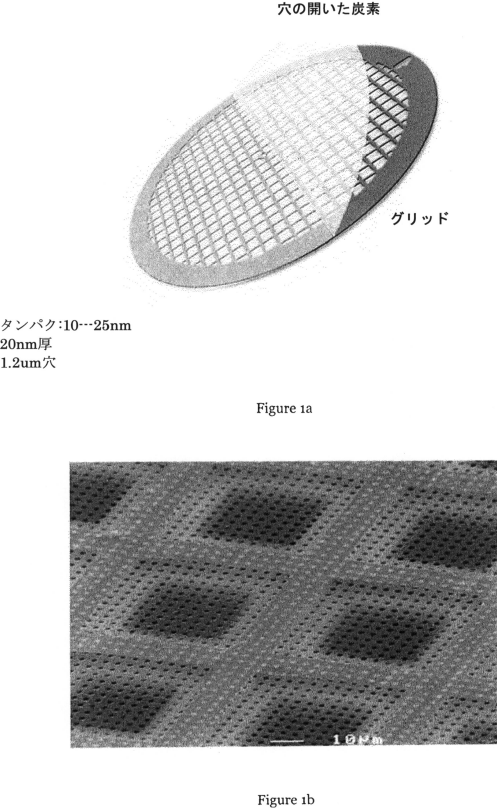 穴の開いた炭素
グリッド
タンパク:10---25nm
20nm厚
1.2um穴
Figure 1a
10μm
Figure 1b